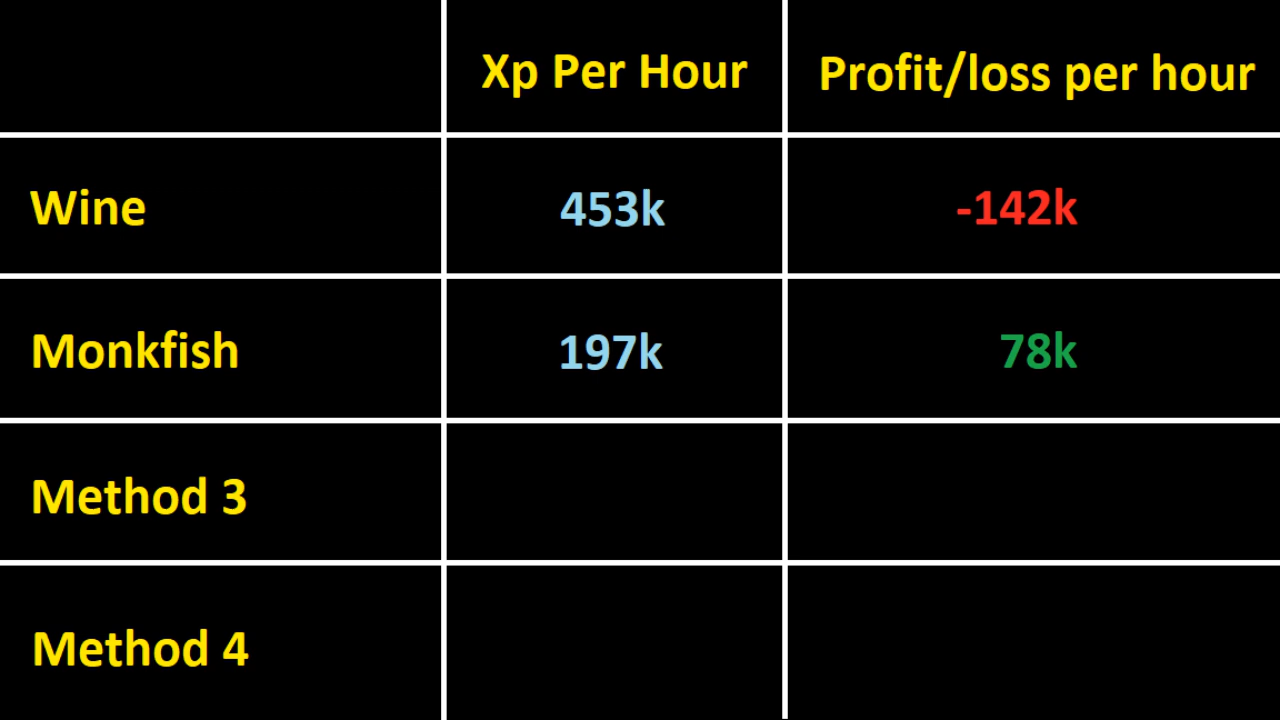 Xp Per Hour Profit/loss per hour
Wine 453k -142k
Monkfish 197k 78k
Method 3
Method 4